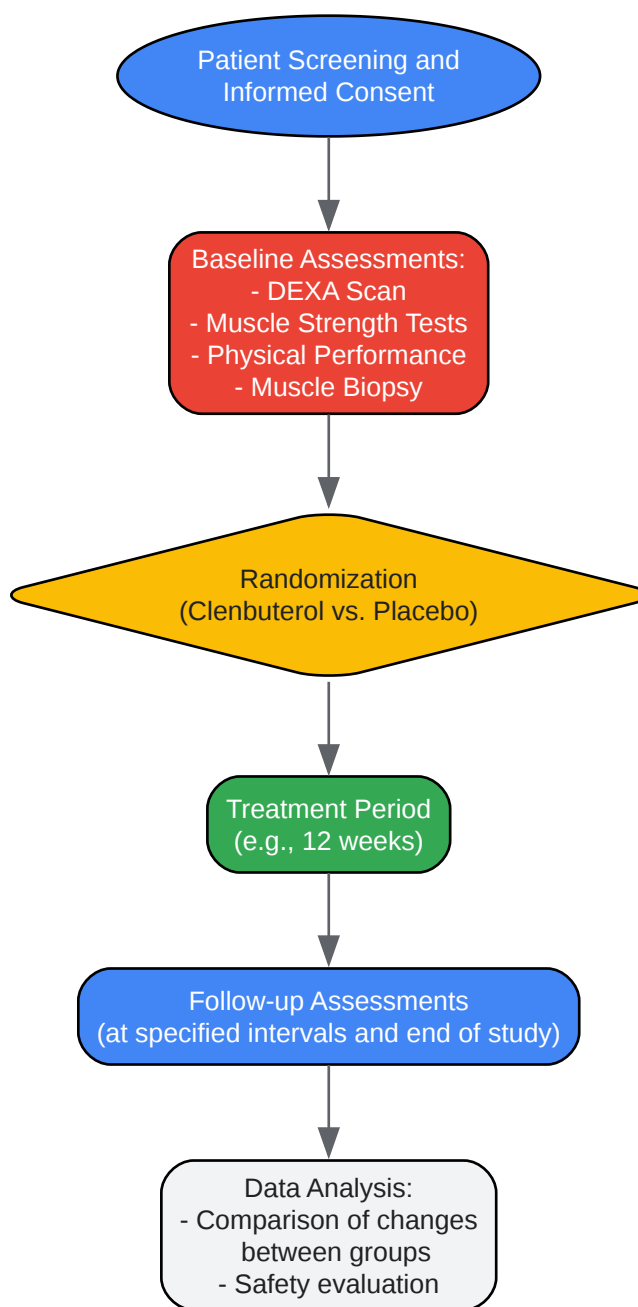 Patient Screening and
Informed Consent
Baseline Assessments:
- DEXA Scan
- Muscle Strength Tests
- Physical Performance
- Muscle Biopsy
Randomization
(Clenbuterol vs. Placebo)
Treatment Period
(e.g., 12 weeks)
Follow-up Assessments
(at specified intervals and end of study)
Data Analysis:
- Comparison of changes
between groups
- Safety evaluation